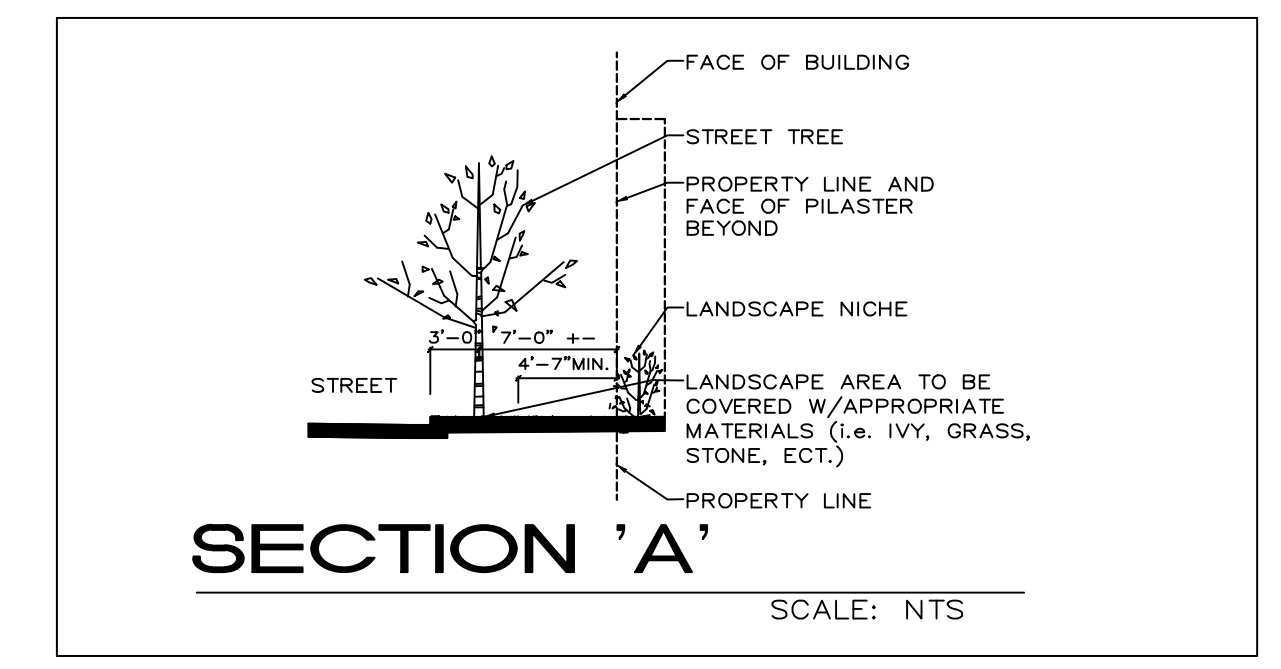 FACE OF BUILDING
STREET TREE
PROPERTY LINE AND
FACE OF PILASTER
BEYOND
LANDSCAPE NICHE
3'-0 7'-0" +-
4'-7"MIN.
STREET
LANDSCAPE AREA TO BE
COVERED W/APPROPRIATE
MATERIALS (i.e. IVY, GRASS,
STONE, ECT.)
PROPERTY LINE
SECTION 'A'
SCALE: NTS